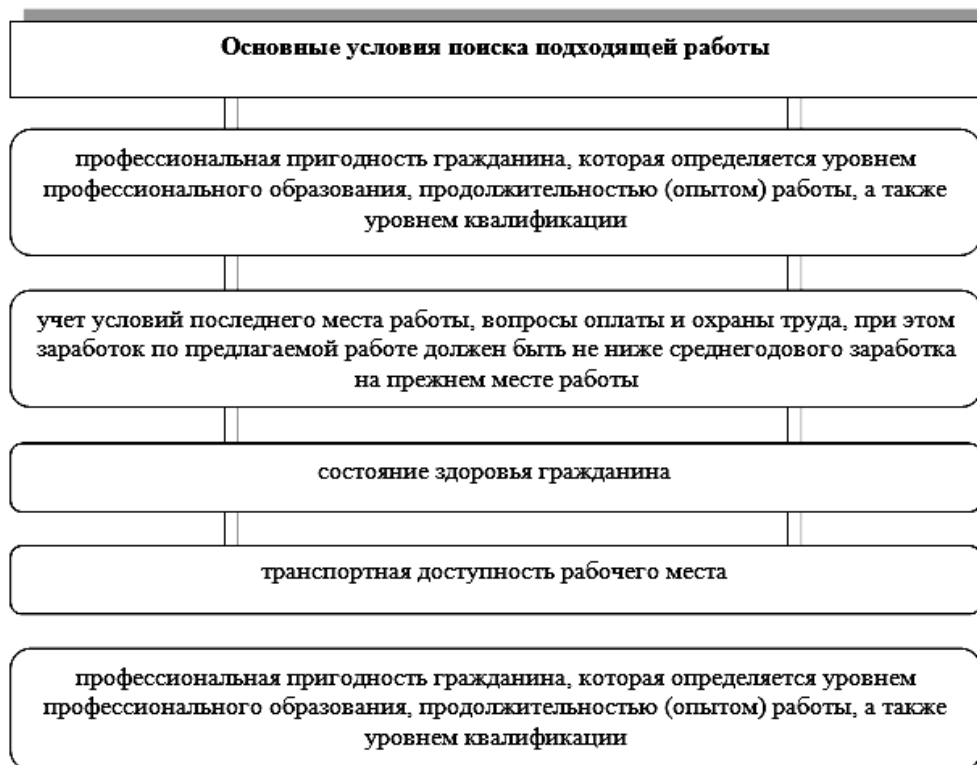 Основные условия поиска подходящей работы
профессиональная пригодность гражданина, которая определяется уровнем
профессионального образования, продолжительностью (опытом) работы, а также
уровнем квалификации
учет условий последнего места работы, вопросы оплаты и охраны труда, при этом
заработок по предлагаемой работе должен быть не ниже среднегодового заработка
на прежнем месте работы
состояние здоровья гражданина
транспортная доступность рабочего места
профессиональная пригодность гражданина, которая определяется уровнем
профессионального образования, продолжительностью (опытом) работы, а также
уровнем квалификации